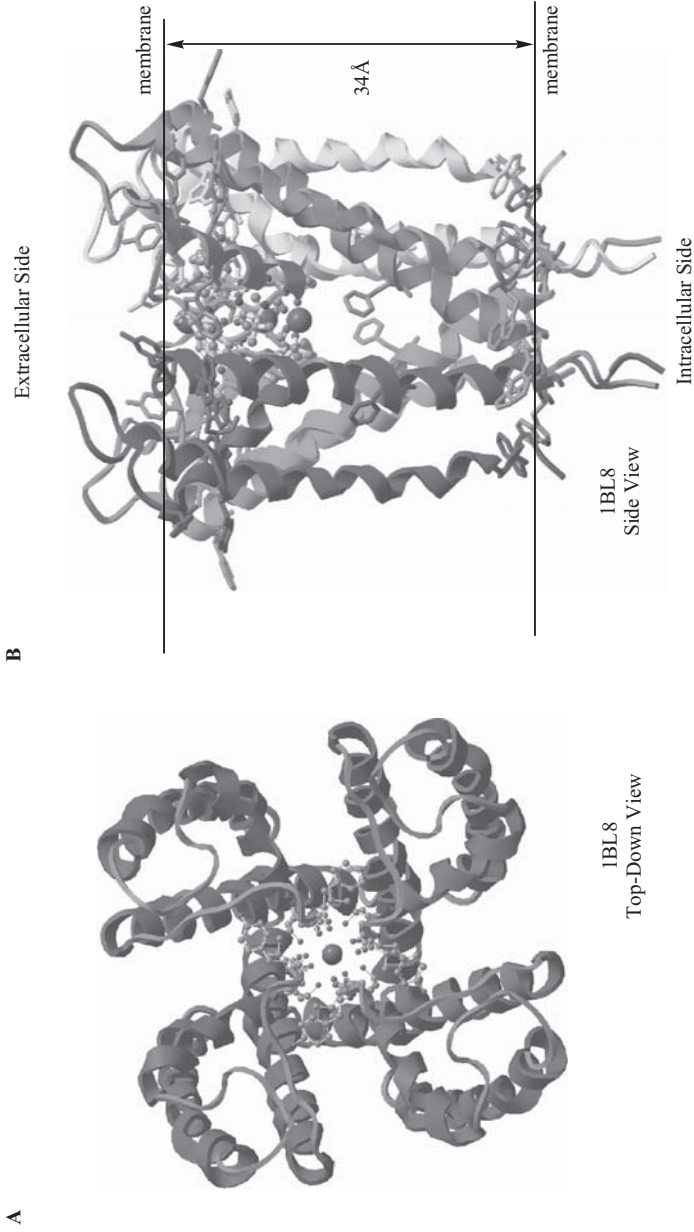 A
1BL8
Top-Down View
B
Extracellular Side
membrane
34Å
membrane
1BL8
Side View
Intracellular Side